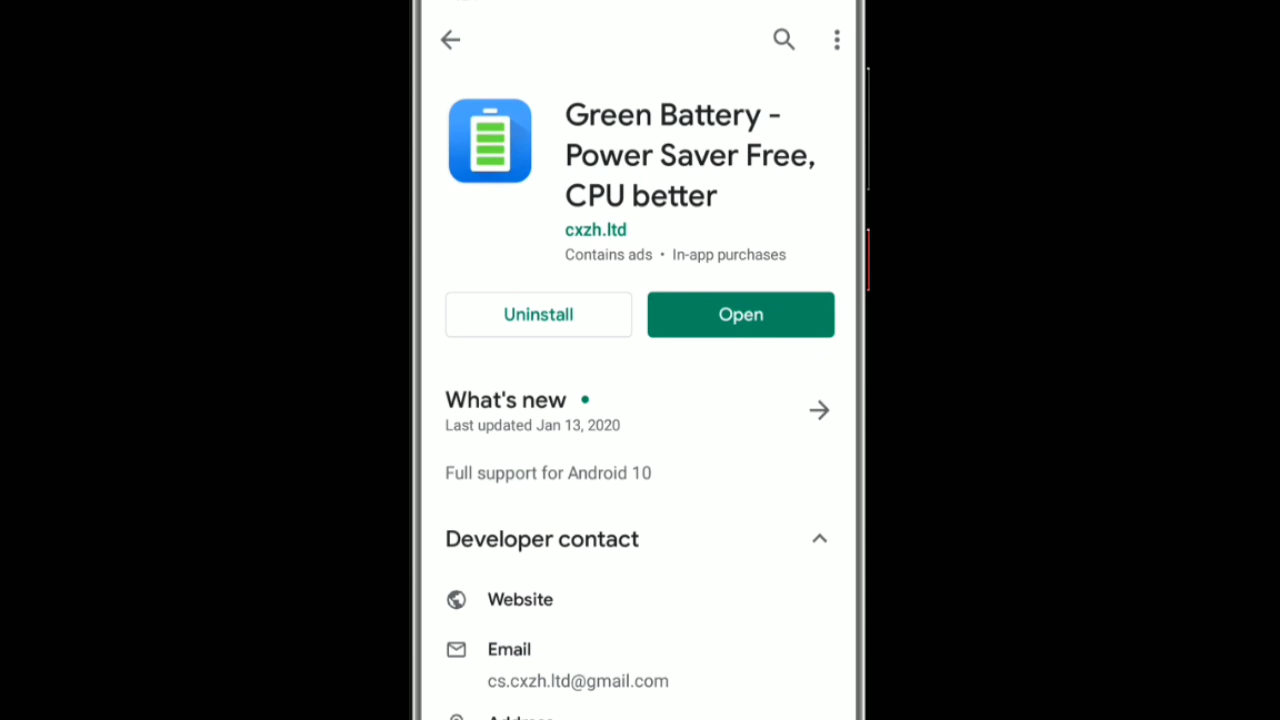 Green Battery -
Power Saver Free,
CPU better
cxzh.ltd
Contains ads • In-app purchases
Uninstall
Open
What's new
Last updated Jan 13, 2020
Full support for Android 10
Developer contact
Website
Email
cs.cxzh.ltd@gmail.com